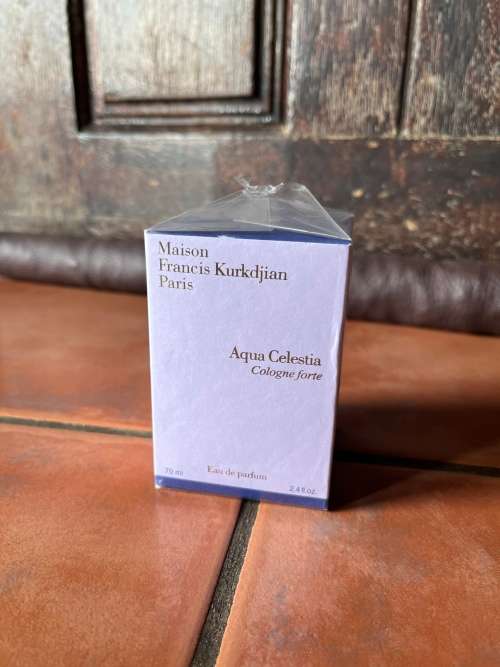 Maison
Francis Kurkdjian
Paris
Aqua Celestia
Cologne forte
70 ml
Eau de parfum
2.4 fl.oz.